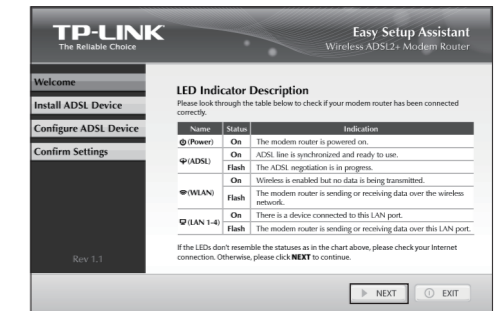 TP-LINK
The Reliable Choice
Easy Setup Assistant
Wireless ADSL2+ Modem Router
Welcome
Install ADSL Device
Configure ADSL Device
Confirm Settings
Rev 1.1
LED Indicator Description
Please look through the table below to check if your modem router has been connected
correctly.
Name Status Indication
(Power) On The modem router is powered on.
(ADSL) On ADSL line is synchronized and ready to use.
Flash The ADSL negotiation is in progress.
(WLAN) On Wireless is enabled but no data is being transmitted.
Flash The modem router is sending or receiving data over the wireless
network.
(LAN 1-4) On There is a device connected to this LAN port.
Flash The modem router is sending or receiving data over this LAN port.
If the LEDs don't resemble the statuses as in the chart above, please check your Internet
connection. Otherwise, please click NEXT to continue.
NEXT
EXIT